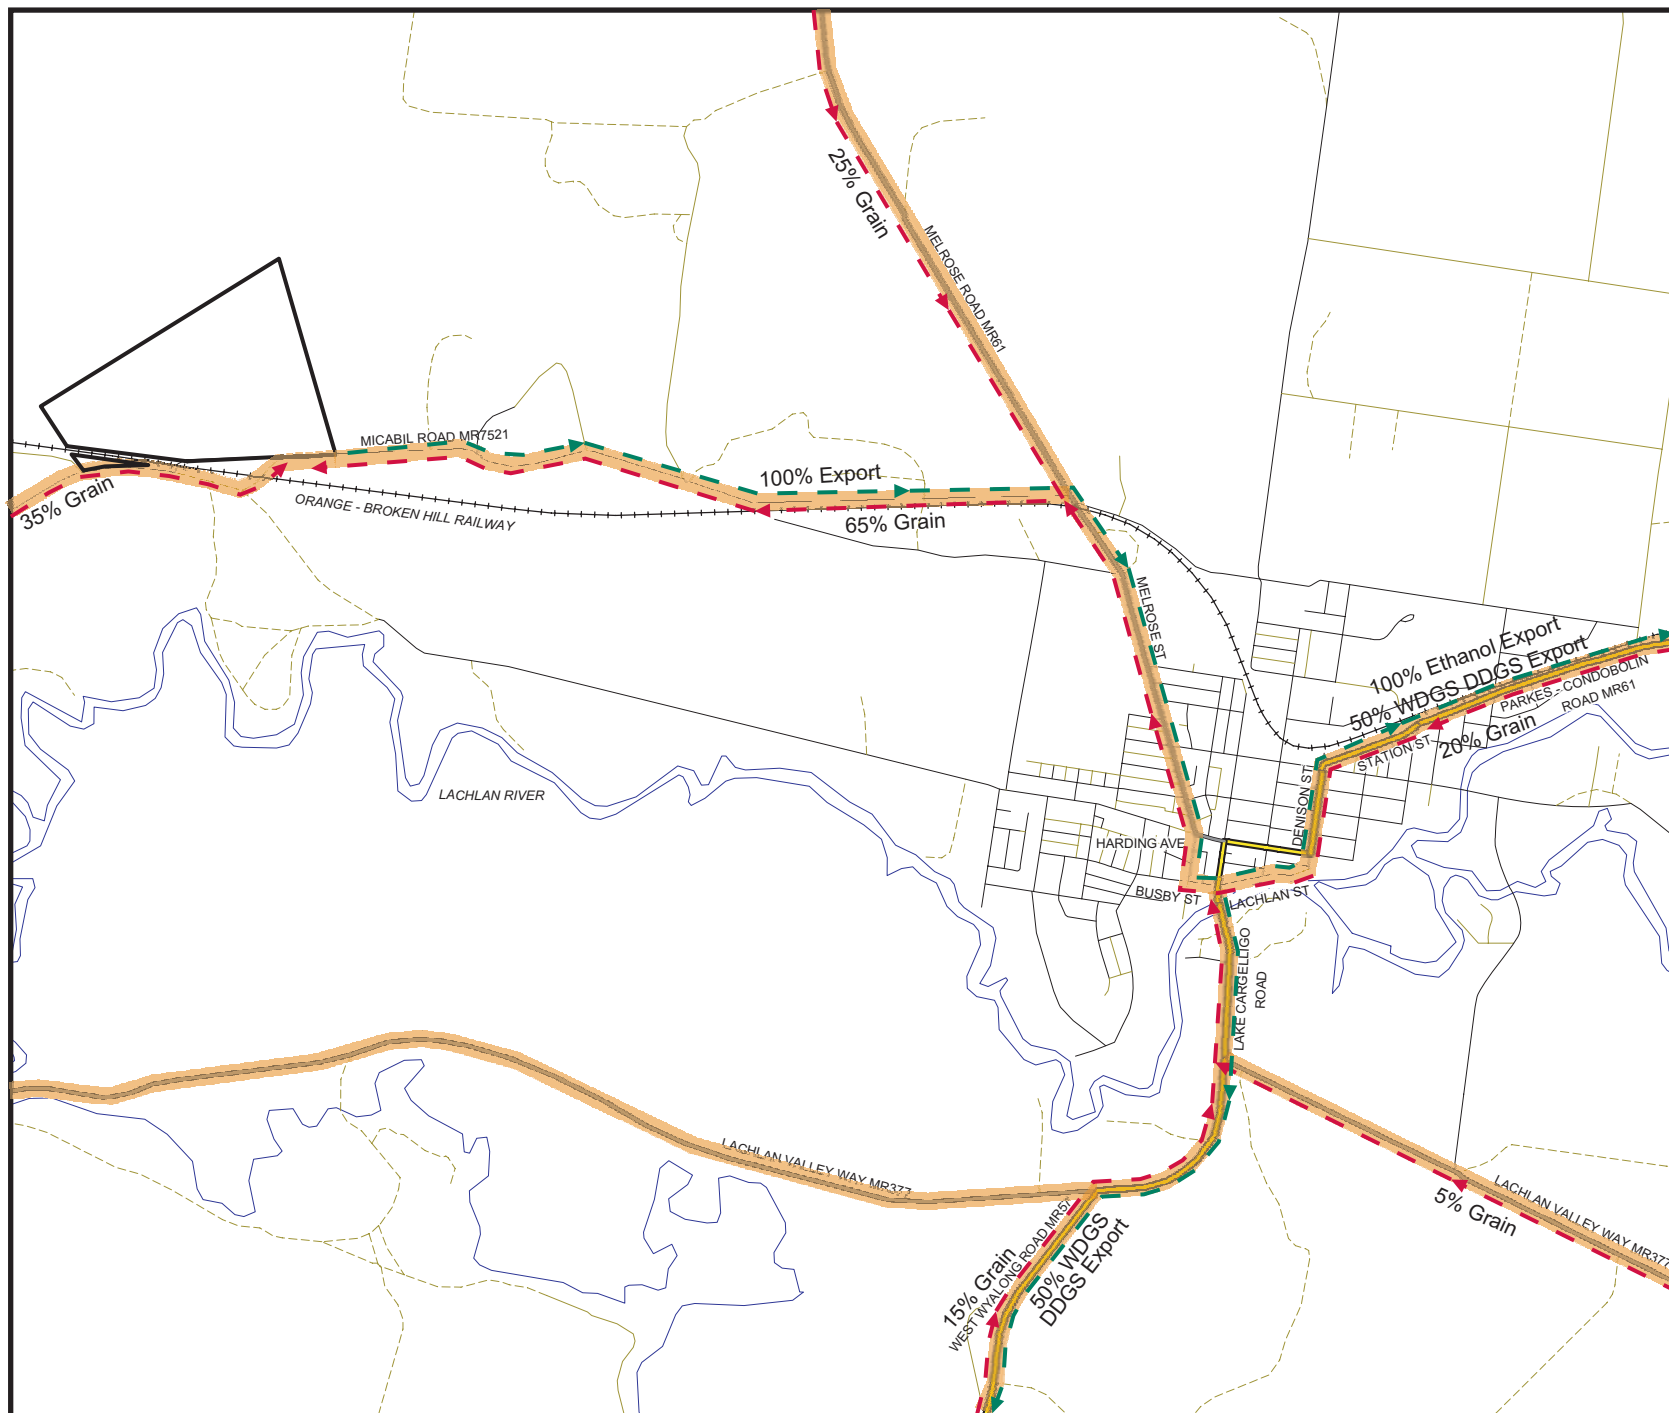 25% Grain
MELROSE ROAD MR61
MICABIL ROAD MR7521
100% Export
65% Grain
35% Grain
ORANGE - BROKEN HILL RAILWAY
MELROSE ST
100% Ethanol Export
50% WDGS DDGS Export
PARKES - CONDOBOLIN
ROAD MR61
20% Grain
STATION ST
DENISON ST
LACHLAN RIVER
HARDING AVE
BUSBY ST
LACHLAN ST
LAKE CARGELLIGO
ROAD
LACHLAN VALLEY WAY MR377
LACHLAN VALLEY WAY MR377
5% Grain
15% Grain
WEST WYALONG ROAD MR57
50% WDGS
DDGS Export